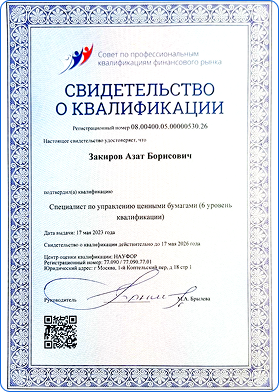 Совет по профессиональным
квалификациям финансового рынка
СВИДЕТЕЛЬСТВО
О КВАЛИФИКАЦИИ
Регистрационный номер 08.00400.05.00000530.26
Настоящее свидетельство удостоверяет, что
Закиров Азат Борисович
подтвердил(а) квалификацию
Специалист по управлению ценными бумагами (6 уровень
квалификации)
Дата выдачи: 17 мая 2023 года
Свидетельство о квалификации действительно до 17 мая 2026 года
Центр оценки квалификаций: НАУФОР
Регистрационный номер: 77.090 / 77.090.77.01
Юридический адрес: г Москва, 1-й Коптельский пер, д 18 стр 1
Руководитель
М.А. Брылева